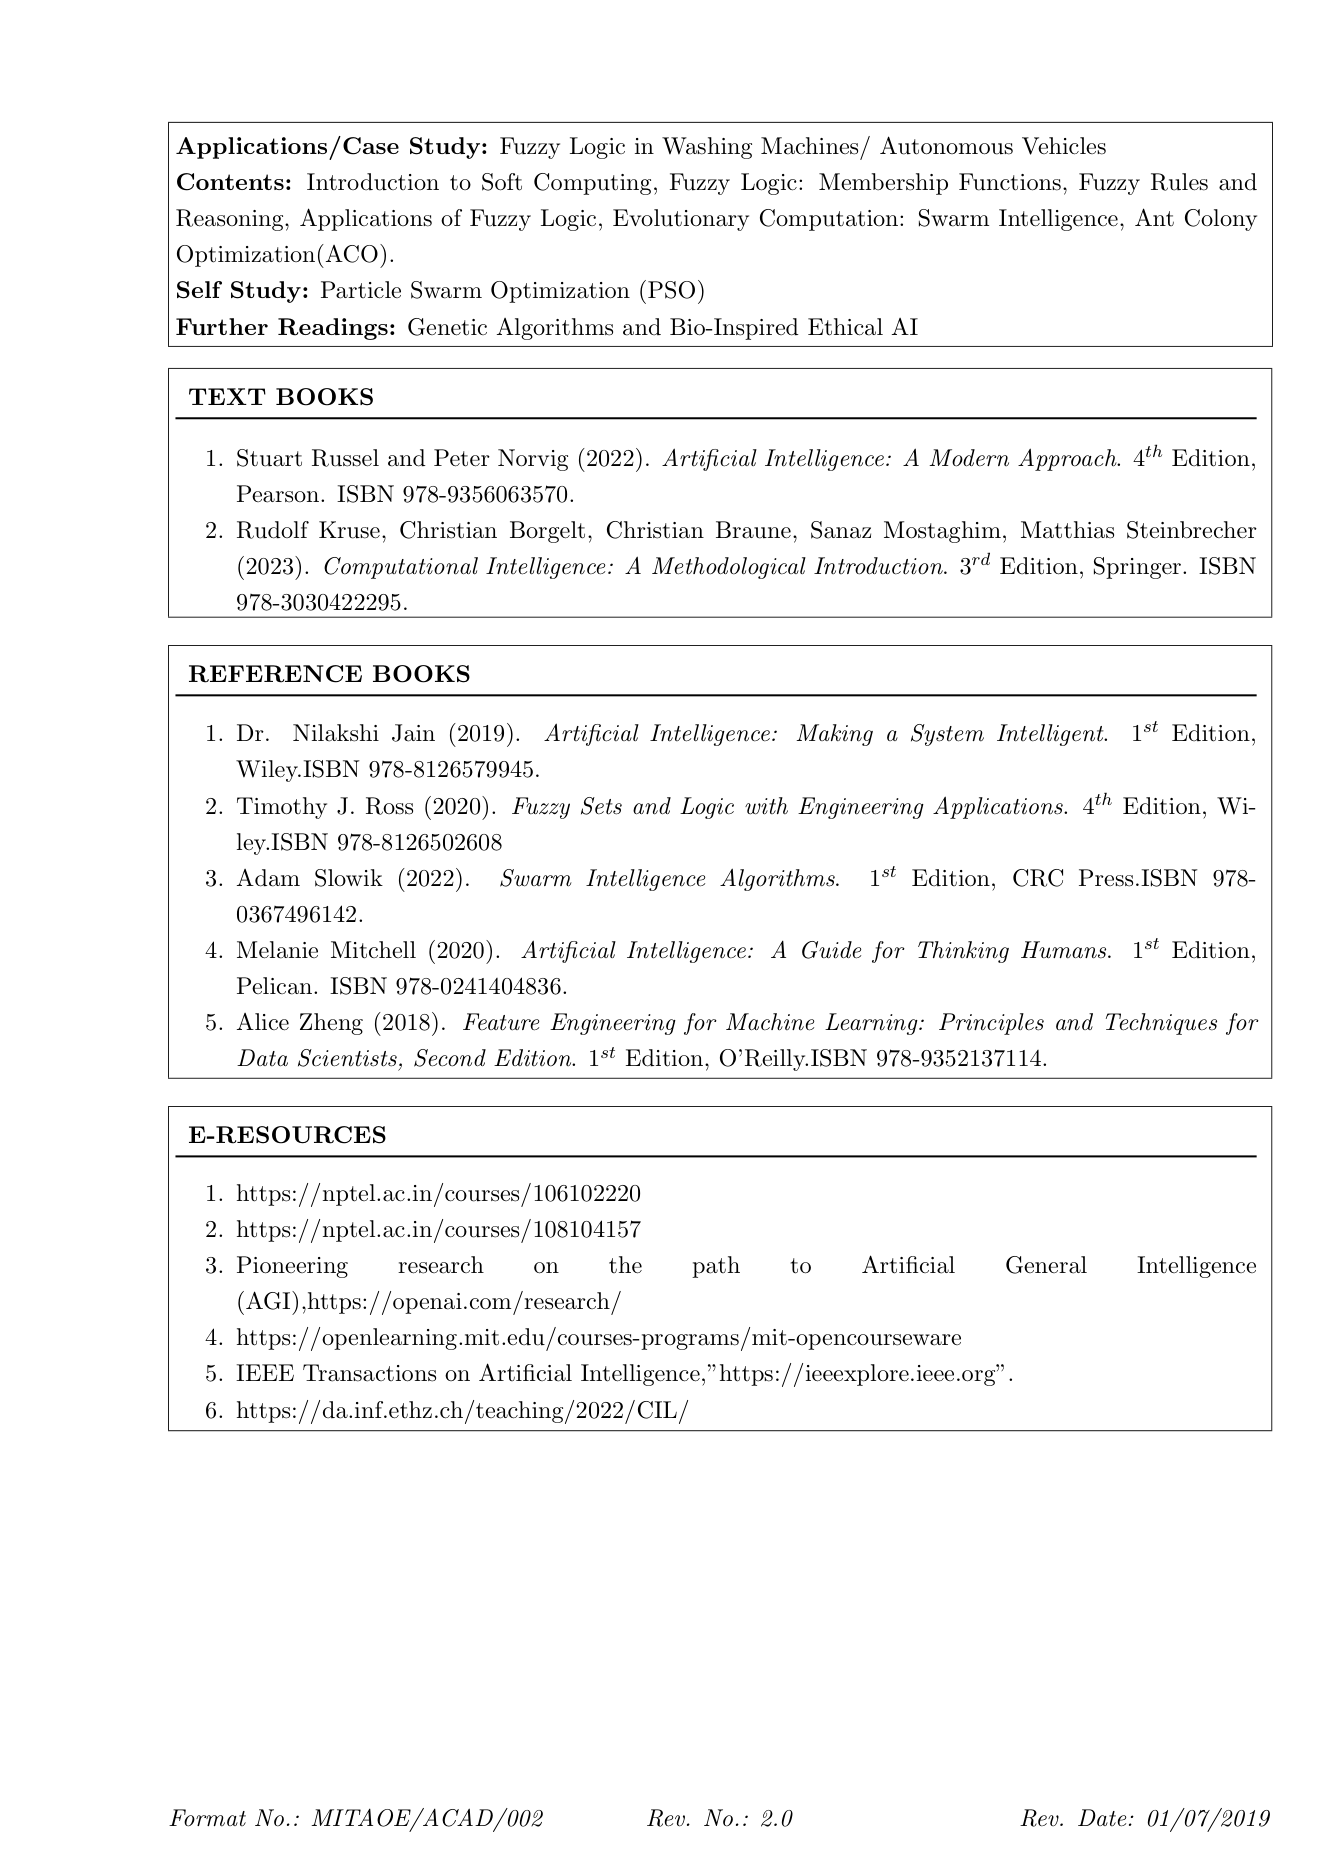 Applications/Case Study: Fuzzy Logic in Washing Machines/ Autonomous Vehicles
Contents: Introduction to Soft Computing, Fuzzy Logic: Membership Functions, Fuzzy Rules and
Reasoning, Applications of Fuzzy Logic, Evolutionary Computation: Swarm Intelligence, Ant Colony
Optimization(ACO).
Self Study: Particle Swarm Optimization (PSO)
Further Readings: Genetic Algorithms and Bio-Inspired Ethical AI
TEXT BOOKS
1. Stuart Russel and Peter Norvig (2022). Artificial Intelligence: A Modern Approach. 4th Edition,
Pearson. ISBN 978-9356063570.
2. Rudolf Kruse, Christian Borgelt, Christian Braune, Sanaz Mostaghim, Matthias Steinbrecher
(2023). Computational Intelligence: A Methodological Introduction. 3rd Edition, Springer. ISBN
978-3030422295.
REFERENCE BOOKS
1. Dr. Nilakshi Jain (2019). Artificial Intelligence: Making a System Intelligent. 1st Edition,
Wiley.ISBN 978-8126579945.
2. Timothy J. Ross (2020). Fuzzy Sets and Logic with Engineering Applications. 4th Edition, Wi-
ley.ISBN 978-8126502608
3. Adam Slowik (2022). Swarm Intelligence Algorithms. 1st Edition, CRC Press.ISBN 978-
0367496142.
4. Melanie Mitchell (2020). Artificial Intelligence: A Guide for Thinking Humans. 1st Edition,
Pelican. ISBN 978-0241404836.
5. Alice Zheng (2018). Feature Engineering for Machine Learning: Principles and Techniques for
Data Scientists, Second Edition. 1st Edition, O'Reilly.ISBN 978-9352137114.
E-RESOURCES
1. https://nptel.ac.in/courses/106102220
2. https://nptel.ac.in/courses/108104157
3. Pioneering research on the path to Artificial General Intelligence
(AGI),https://openai.com/research/
4. https://openlearning.mit.edu/courses-programs/mit-opencourseware
5. IEEE Transactions on Artificial Intelligence,”https://ieeexplore.ieee.org”.
6. https://da.inf.ethz.ch/teaching/2022/CIL/
Format No.: MITAOE/ACAD/002 Rev. No.: 2.0 Rev. Date: 01/07/2019